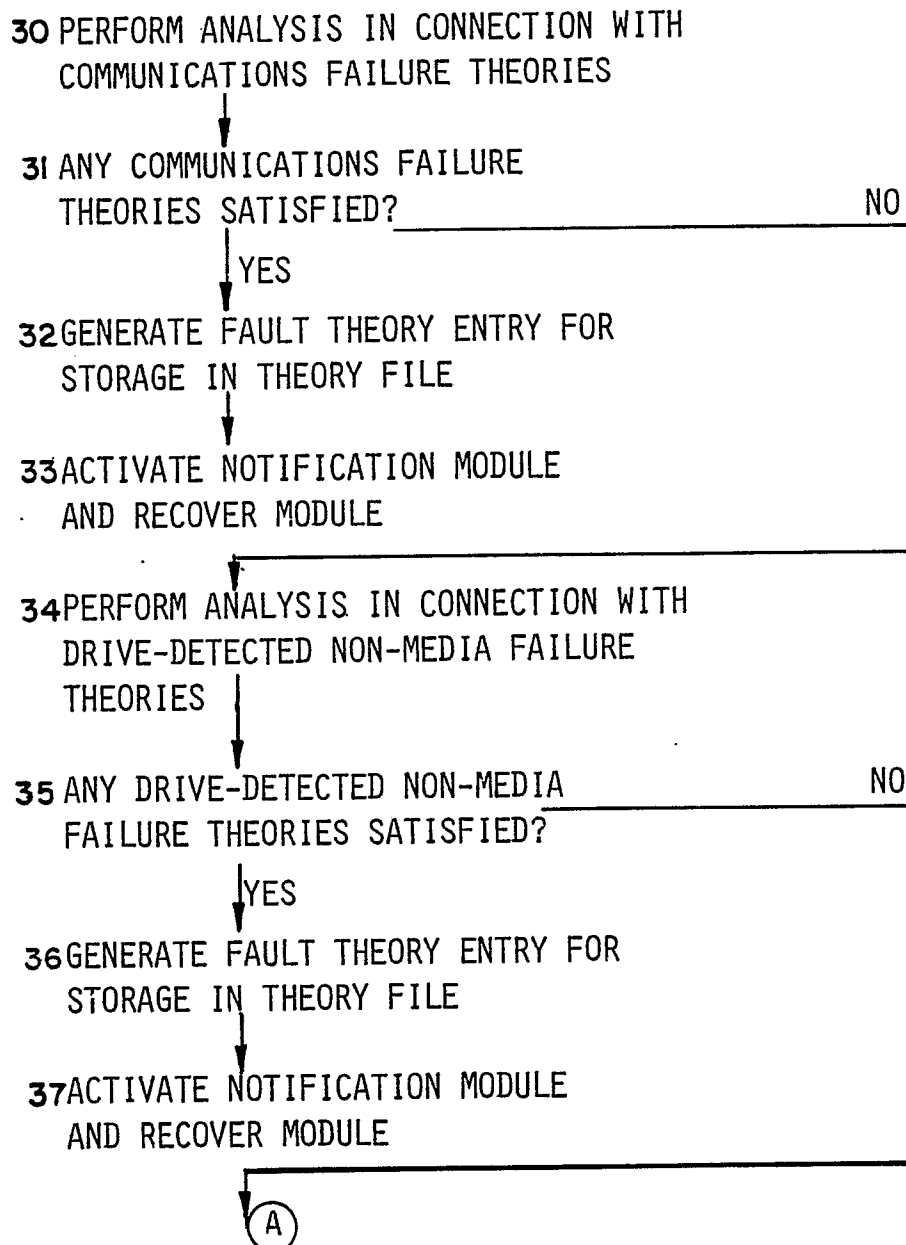 30 PERFORM ANALYSIS IN CONNECTION WITH
COMMUNICATIONS FAILURE THEORIES
31 ANY COMMUNICATIONS FAILURE
THEORIES SATISFIED? NO
YES
32 GENERATE FAULT THEORY ENTRY FOR
STORAGE IN THEORY FILE
33 ACTIVATE NOTIFICATION MODULE
AND RECOVER MODULE
34 PERFORM ANALYSIS IN CONNECTION WITH
DRIVE-DETECTED NON-MEDIA FAILURE
THEORIES
35 ANY DRIVE-DETECTED NON-MEDIA NO
FAILURE THEORIES SATISFIED?
YES
36 GENERATE FAULT THEORY ENTRY FOR
STORAGE IN THEORY FILE
37 ACTIVATE NOTIFICATION MODULE
AND RECOVER MODULE
A